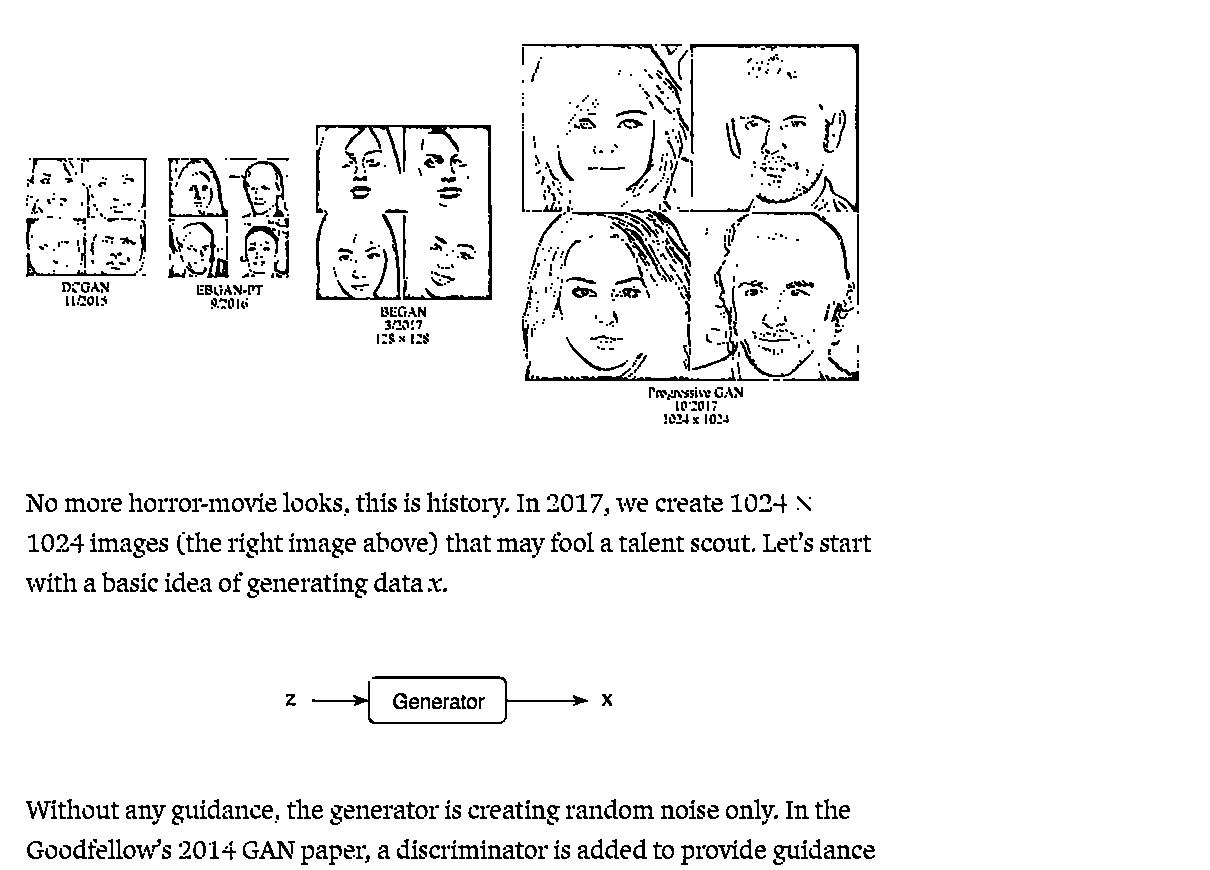 DCGAN
11/2015
EBGAN-PT
9/2016
BEGAN
3/2017
128 × 128
Progressive GAN
10/2017
1024 x 1024
No more horror-movie looks, this is history. In 2017, we create 1024 ×
1024 images (the right image above) that may fool a talent scout. Let’s start
with a basic idea of generating data x.
z Generator x
Without any guidance, the generator is creating random noise only. In the
Goodfellow’s 2014 GAN paper, a discriminator is added to provide guidance